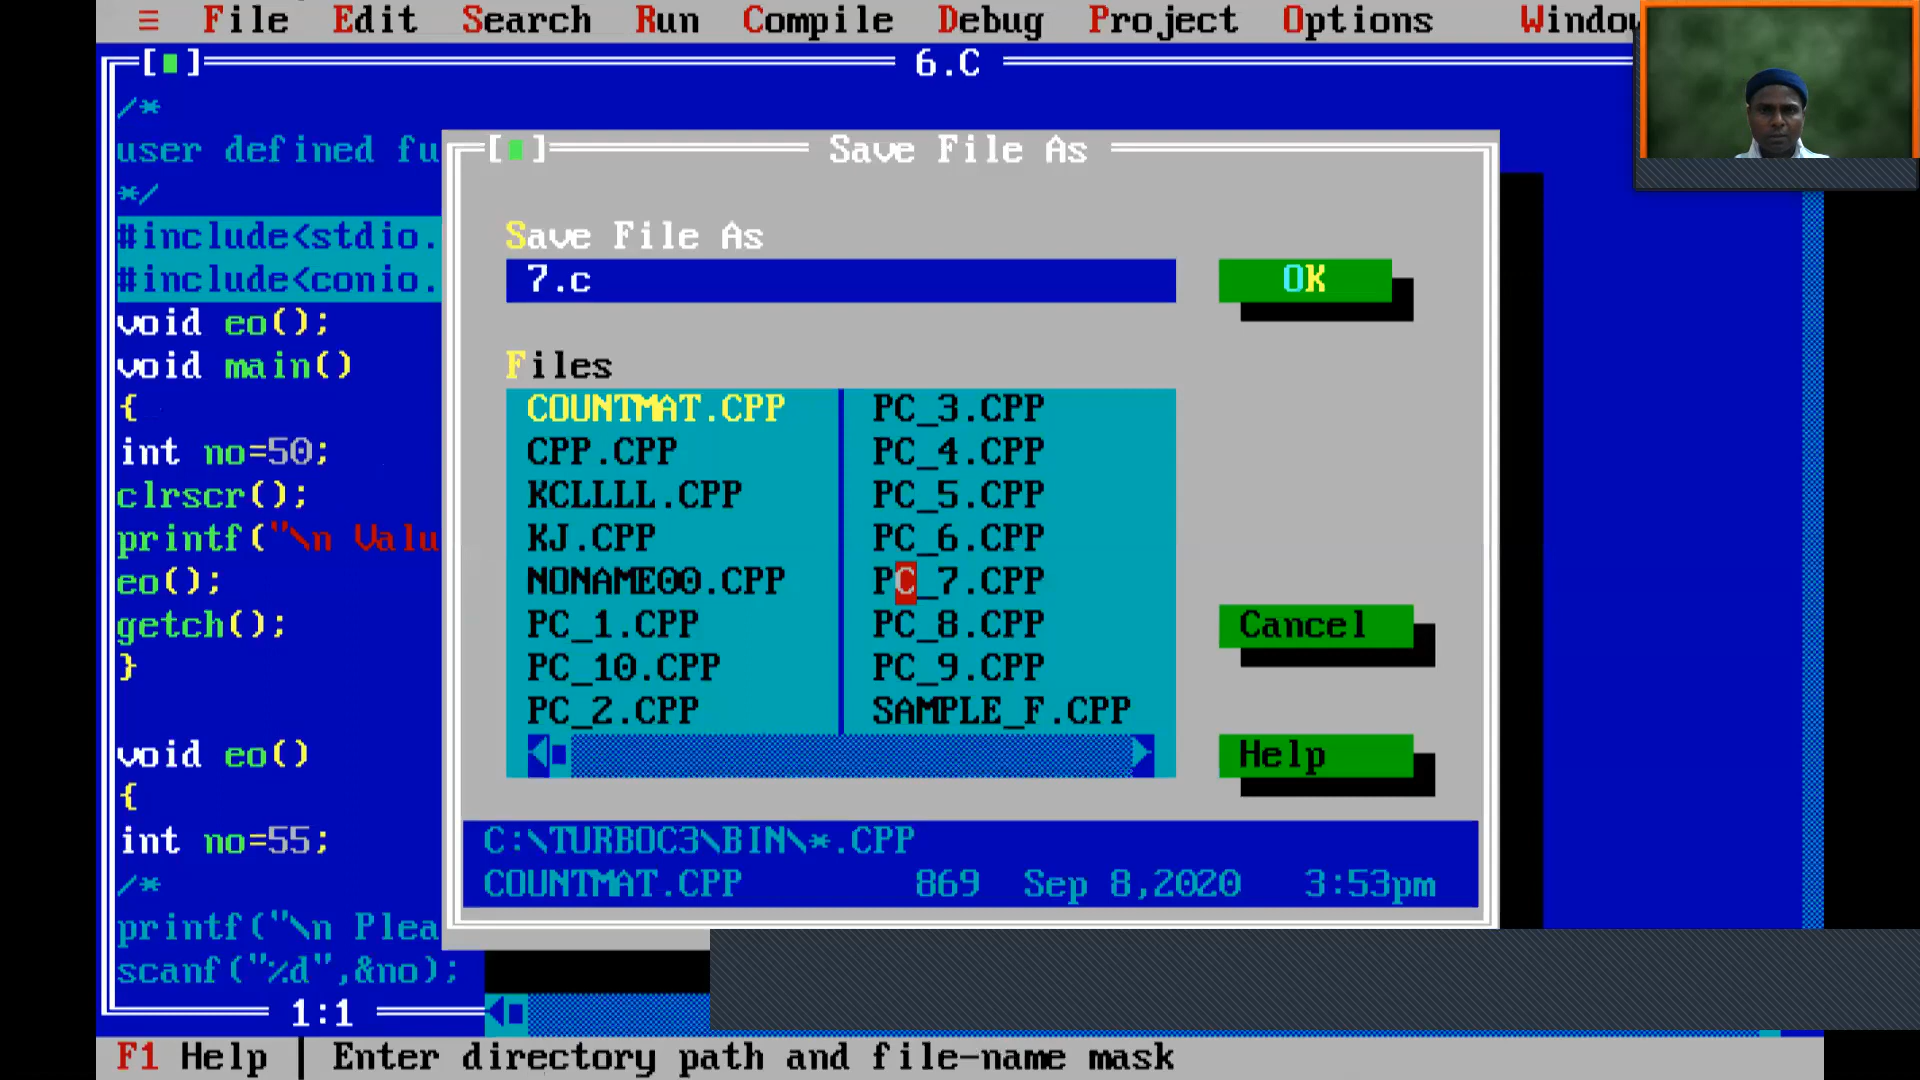 ≡ File Edit Search Run Compile Debug Project Options Window
[■] 6.C
/*
user defined fu
*/
#include<stdio.
#include<conio.
void eo();
void main()
{
int no=50;
clrscr();
printf("\n Valu
eo();
getch();
}
void eo()
{
int no=55;
/*
printf("\n Plea
scanf("%d",&no);
1:1
[■] Save File As
Save File As
7.c
OK
Files
COUNTMAT.CPP PC_3.CPP
CPP.CPP PC_4.CPP
KCLLLL.CPP PC_5.CPP
KJ.CPP PC_6.CPP
NONAME00.CPP PC_7.CPP
PC_1.CPP PC_8.CPP
PC_10.CPP PC_9.CPP
PC_2.CPP SAMPLE_F.CPP
Cancel
Help
C:\TURBOC3\BIN\*.CPP
COUNTMAT.CPP 869 Sep 8,2020 3:53pm
F1 Help | Enter directory path and file-name mask